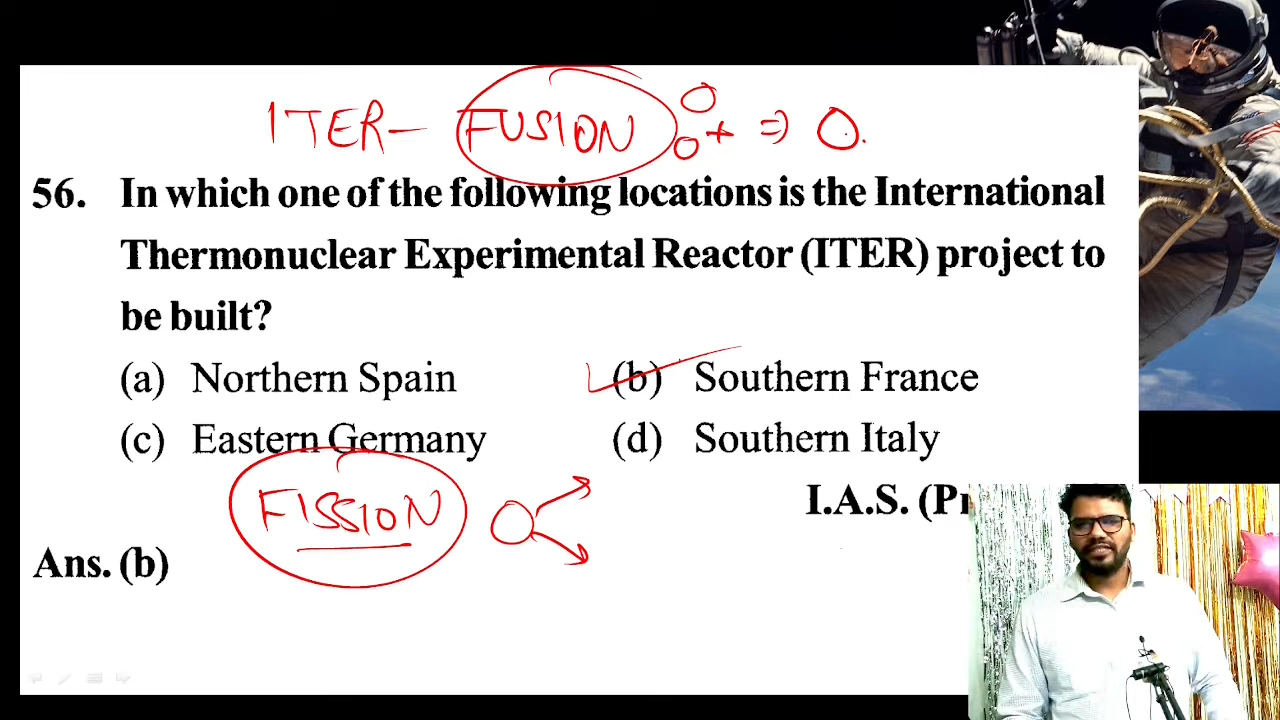 ITER - FUSION O O + ⇒ O.
56. In which one of the following locations is the International
Thermonuclear Experimental Reactor (ITER) project to
be built?
(a) Northern Spain (b) Southern France
(c) Eastern Germany (d) Southern Italy
FISSION
I.A.S. (P
Ans. (b)